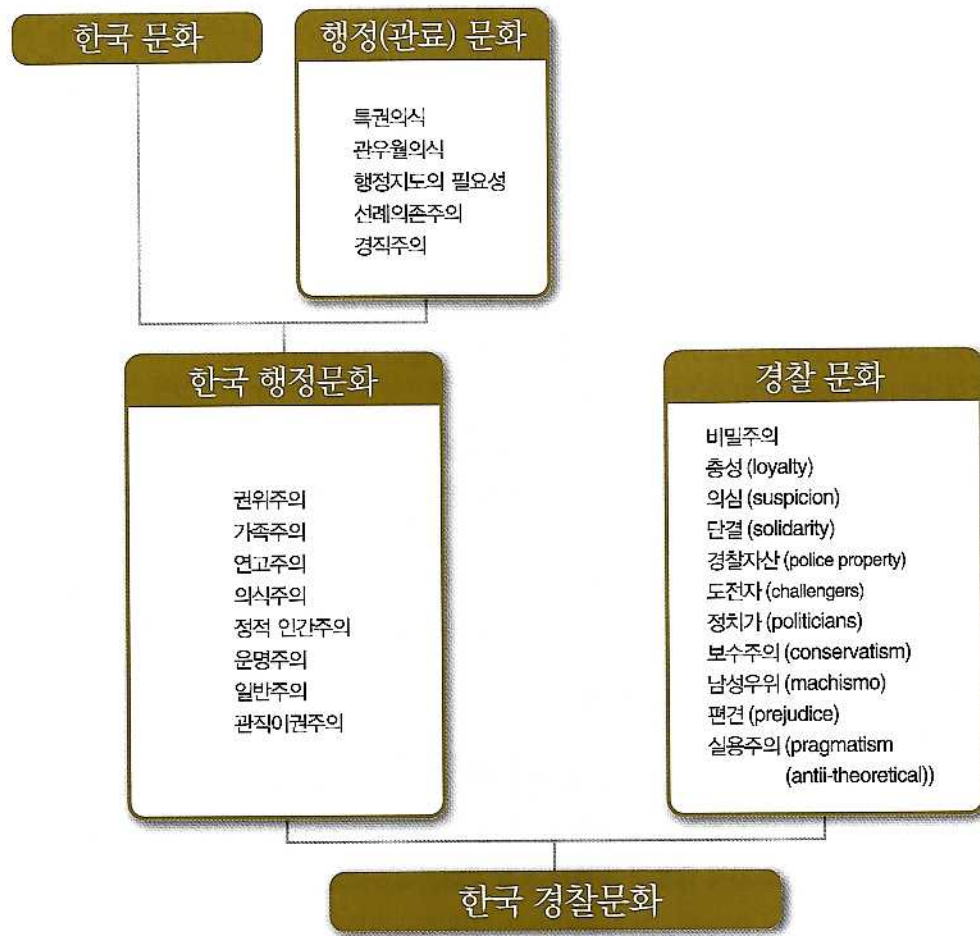 한국 문화
행정(관료) 문화
특권의식
관우월의식
행정지도의 필요성
선례의존주의
경직주의
한국 행정문화
권위주의
가족주의
연고주의
의식주의
정적 인간주의
운명주의
일반주의
관직이권주의
경찰 문화
비밀주의
충성 (loyalty)
의심 (suspicion)
단결 (solidarity)
경찰자산 (police property)
도전자 (challengers)
정치가 (politicians)
보수주의 (conservatism)
남성우위 (machismo)
편견 (prejudice)
실용주의 (pragmatism
(antii-theoretical))
한국 경찰문화